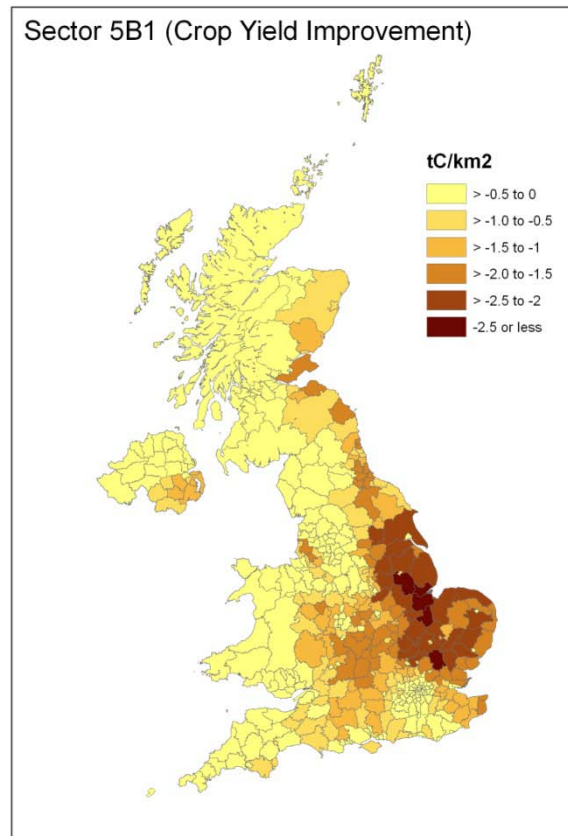 Sector 5B1 (Crop Yield Improvement)
tC/km2
> -0.5 to 0
> -1.0 to -0.5
> -1.5 to -1
> -2.0 to -1.5
> -2.5 to -2
-2.5 or less